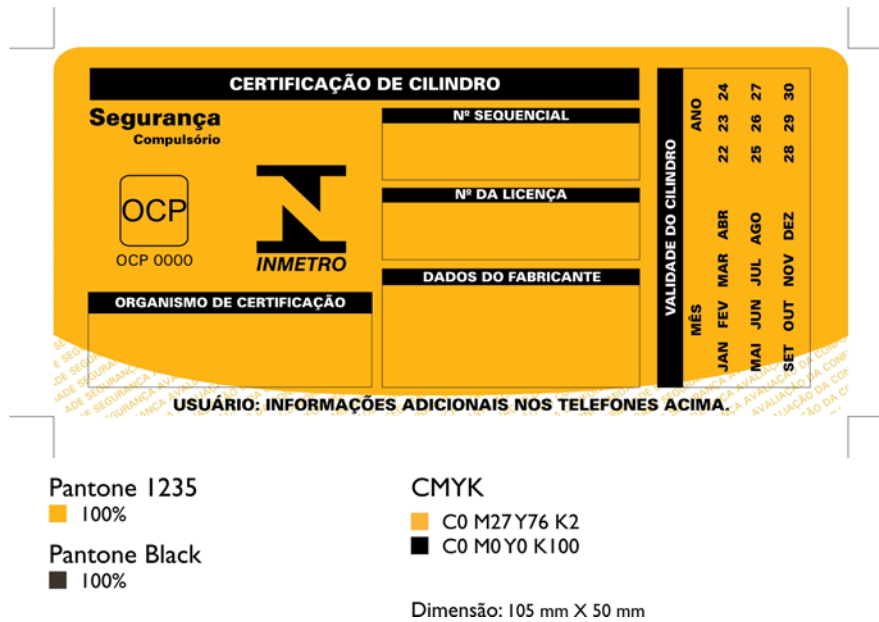 CERTIFICAÇÃO DE CILINDRO
Segurança
Compulsório
OCP
OCP 0000
INMETRO
ORGANISMO DE CERTIFICAÇÃO
Nº SEQUENCIAL
Nº DA LICENÇA
DADOS DO FABRICANTE
VALIDADE DO CILINDRO
MÊS ANO
JAN FEV MAR ABR 22 23 24
MAI JUN JUL AGO 25 26 27
SET OUT NOV DEZ 28 29 30
USUÁRIO: INFORMAÇÕES ADICIONAIS NOS TELEFONES ACIMA.
Pantone 1235
100%
Pantone Black
100%
CMYK
C0 M27 Y76 K2
C0 M0 Y0 K100
Dimensão: 105 mm X 50 mm